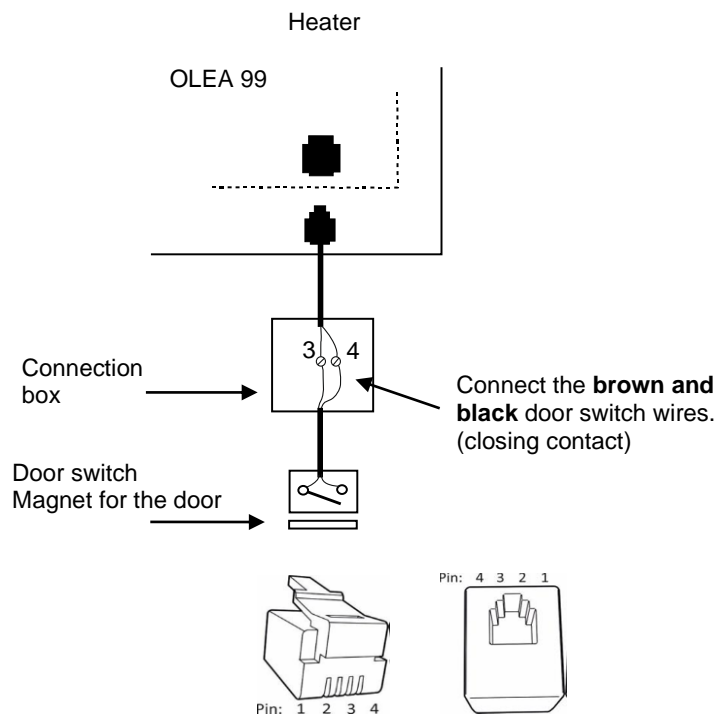 Heater
OLEA 99
3 4
Connection
box
Connect the brown and
black door switch wires.
(closing contact)
Door switch
Magnet for the door
Pin: 4 3 2 1
Pin: 1 2 3 4